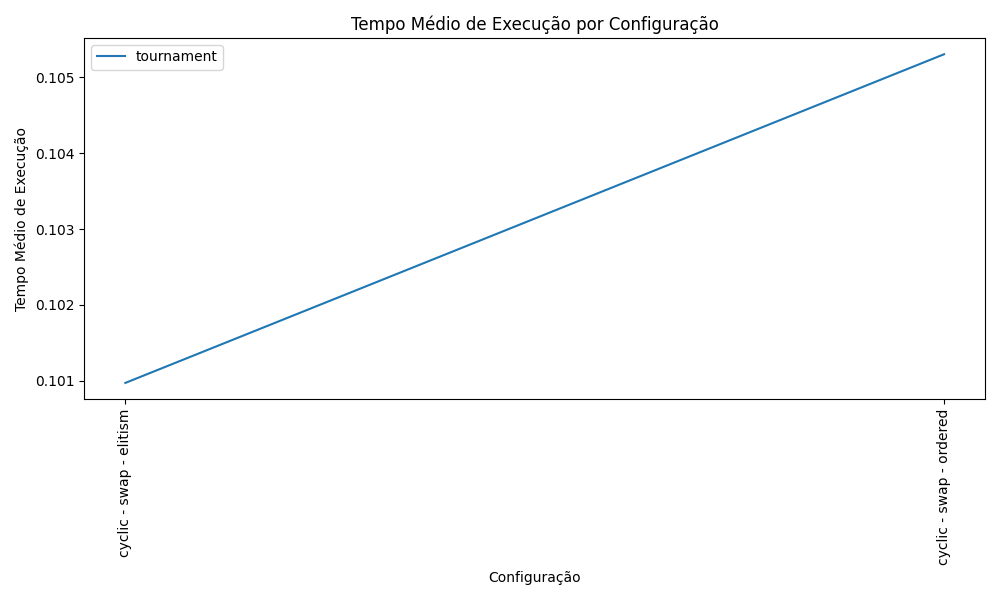 Tempo Médio de Execução por Configuração
tournament
Tempo Médio de Execução
0.105
0.104
0.103
0.102
0.101
cyclic - swap - elitism
cyclic - swap - ordered
Configuração